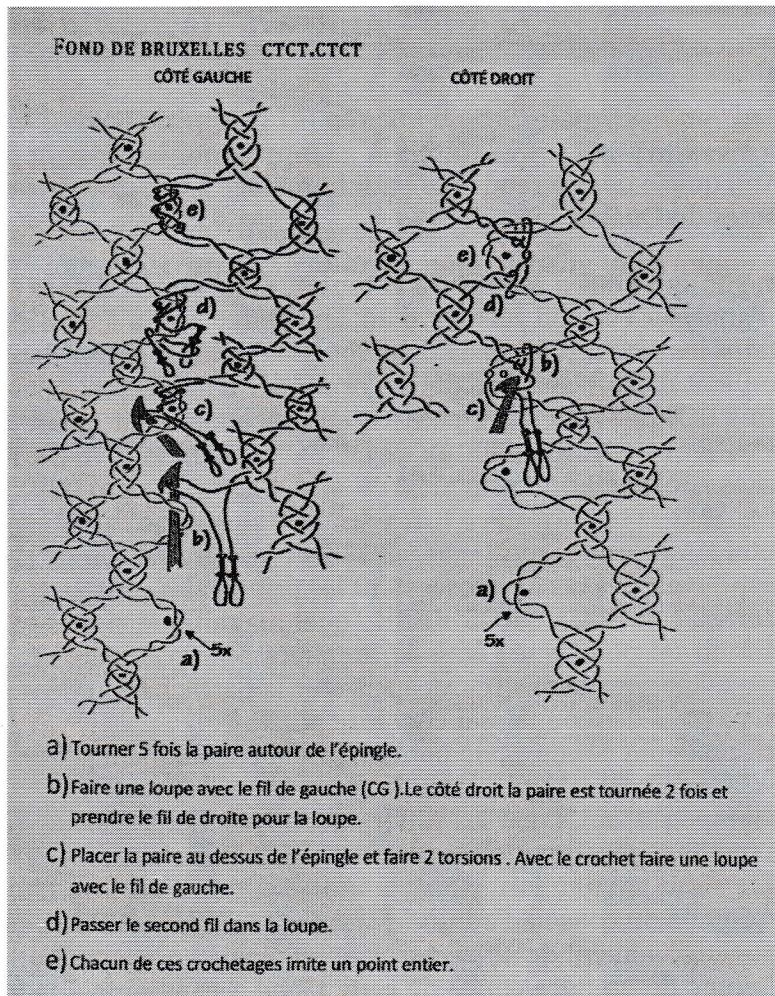 FOND DE BRUXELLES CTCT.CTCT
CÔTÉ GAUCHE
CÔTÉ DROIT
e)
d)
c)
b)
a)
5x
e)
d)
b)
c)
a)
5x
a) Tourner 5 fois la paire autour de l'épingle.
b) Faire une loupe avec le fil de gauche (CG ).Le côté droit la paire est tournée 2 fois et
prendre le fil de droite pour la loupe.
c) Placer la paire au dessus de l'épingle et faire 2 torsions . Avec le crochet faire une loupe
avec le fil de gauche.
d) Passer le second fil dans la loupe.
e) Chacun de ces crochetages imite un point entier.